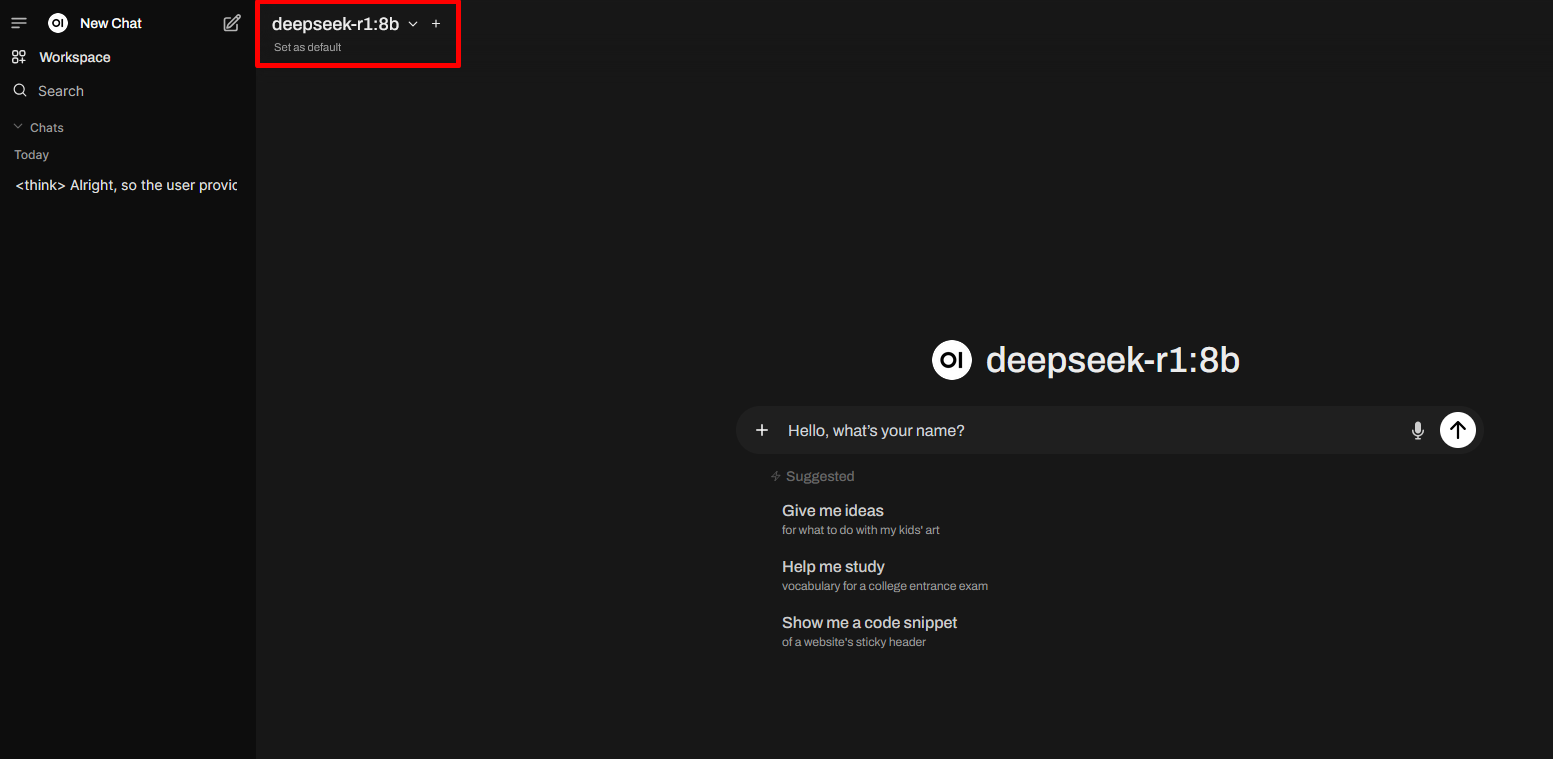 OI New Chat
Workspace
Search
Chats
Today
<think> Alright, so the user provic
deepseek-r1:8b
Set as default
OI deepseek-r1:8b
Hello, what's your name?
Suggested
Give me ideas
for what to do with my kids' art
Help me study
vocabulary for a college entrance exam
Show me a code snippet
of a website's sticky header